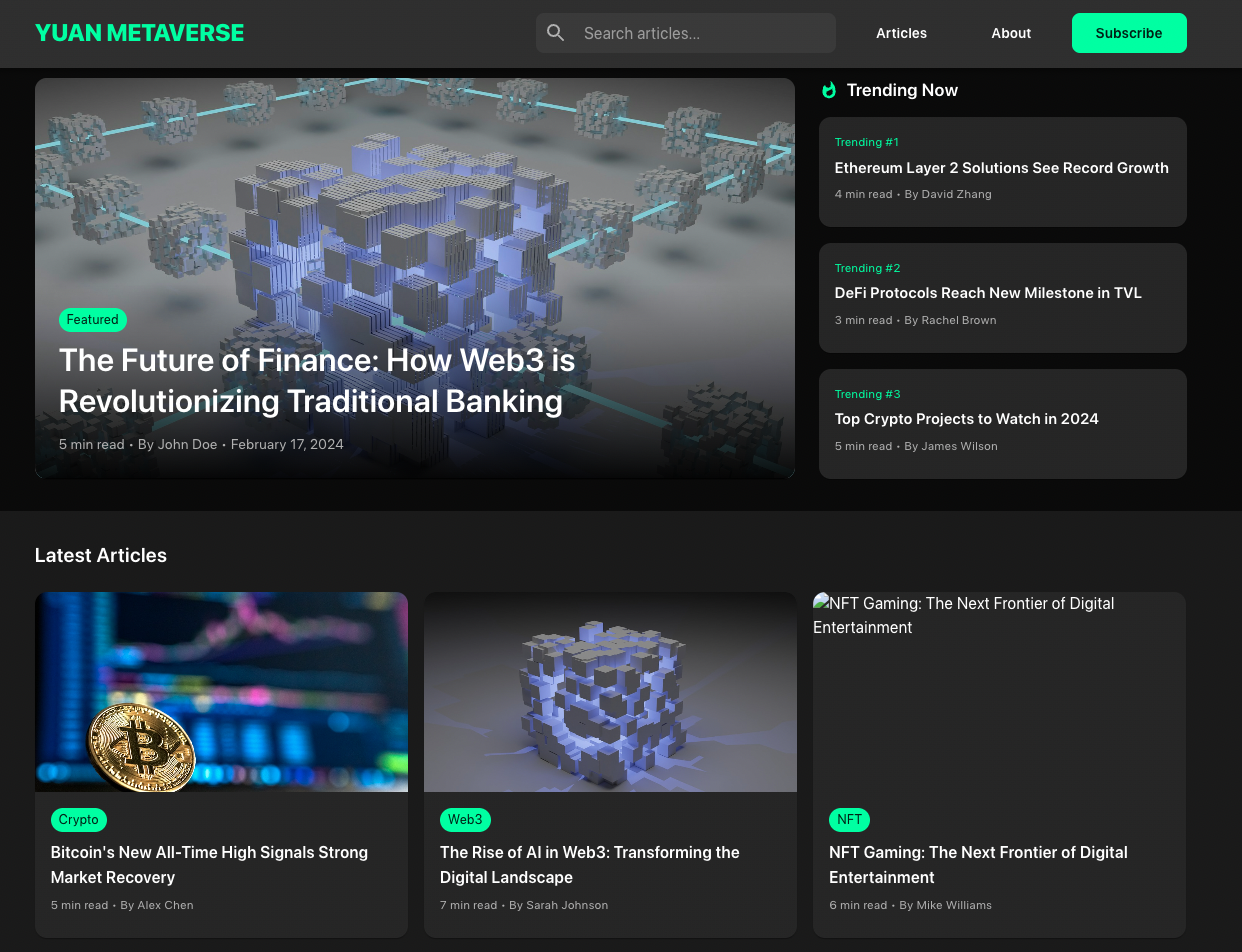 YUAN METAVERSE
Search articles...
Articles
About
Subscribe
Featured
The Future of Finance: How Web3 is
Revolutionizing Traditional Banking
5 min read • By John Doe • February 17, 2024
Trending Now
Trending #1
Ethereum Layer 2 Solutions See Record Growth
4 min read • By David Zhang
Trending #2
DeFi Protocols Reach New Milestone in TVL
3 min read • By Rachel Brown
Trending #3
Top Crypto Projects to Watch in 2024
5 min read • By James Wilson
Latest Articles
Crypto
Bitcoin's New All-Time High Signals Strong
Market Recovery
5 min read • By Alex Chen
Web3
The Rise of AI in Web3: Transforming the
Digital Landscape
7 min read • By Sarah Johnson
NFT Gaming: The Next Frontier of Digital
Entertainment
NFT
NFT Gaming: The Next Frontier of Digital
Entertainment
6 min read • By Mike Williams